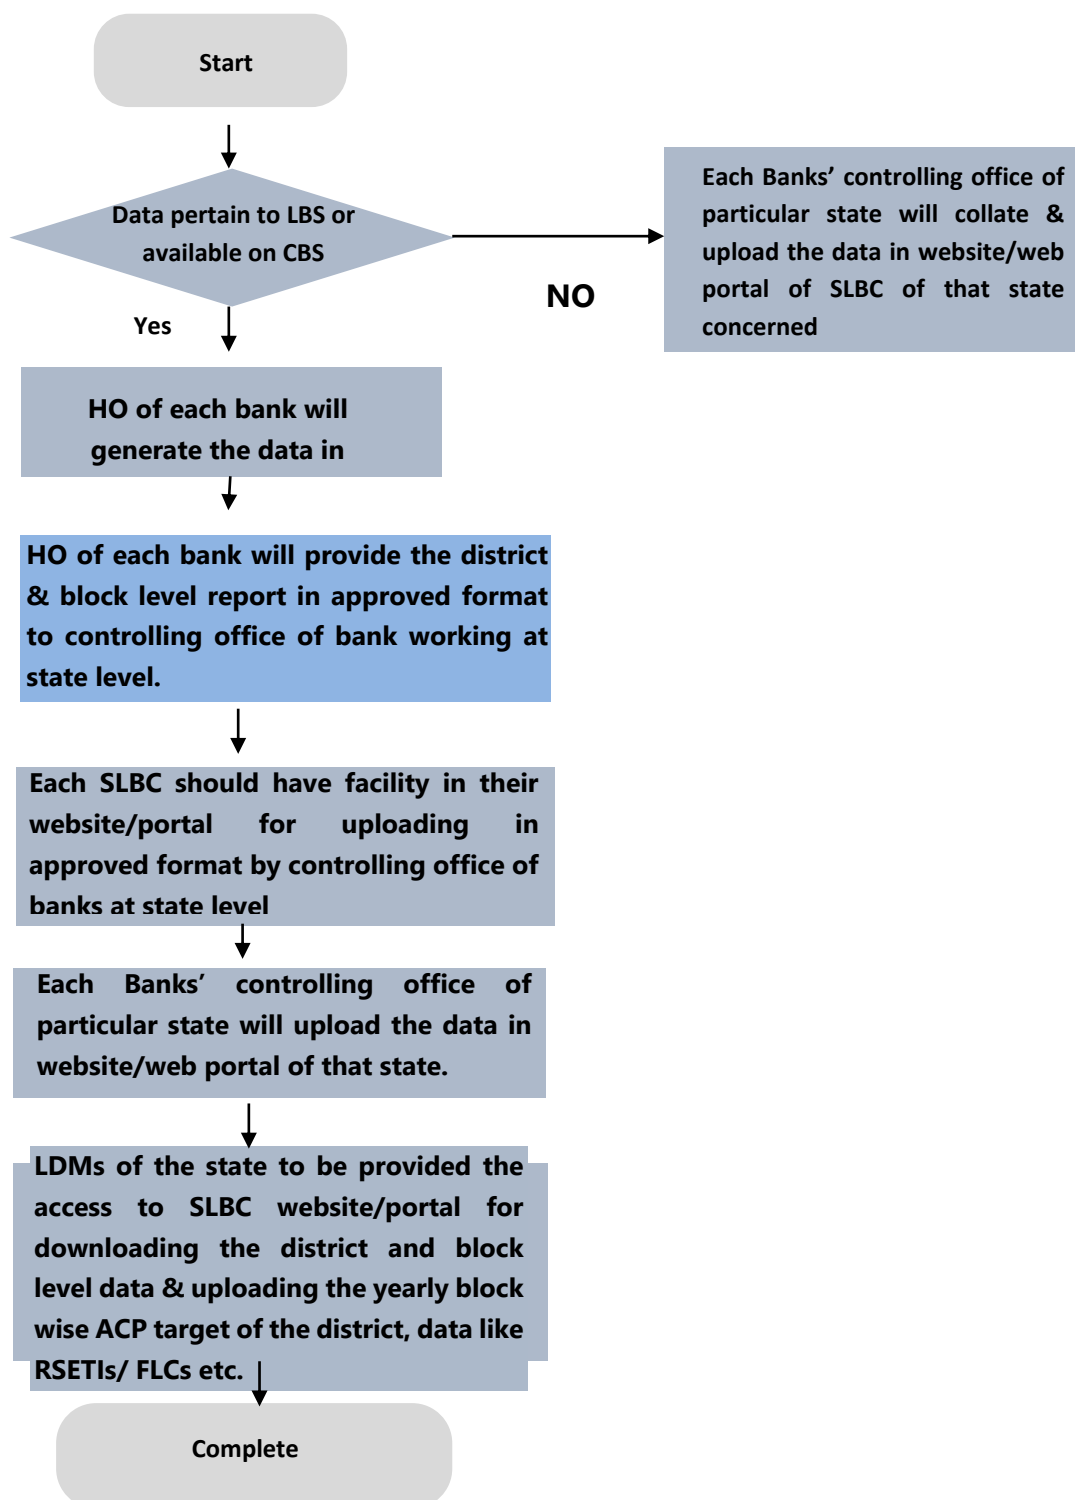 Start
Data pertain to LBS or
available on CBS
Each Banks' controlling office of
particular state will collate &
upload the data in website/web
portal of SLBC of that state
concerned
NO
Yes
HO of each bank will
generate the data in
HO of each bank will provide the district
& block level report in approved format
to controlling office of bank working at
state level.
Each SLBC should have facility in their
website/portal for uploading in
approved format by controlling office of
banks at state level
Each Banks' controlling office of
particular state will upload the data in
website/web portal of that state.
LDMs of the state to be provided the
access to SLBC website/portal for
downloading the district and block
level data & uploading the yearly block
wise ACP target of the district, data like
RSETIs/ FLCs etc.
Complete